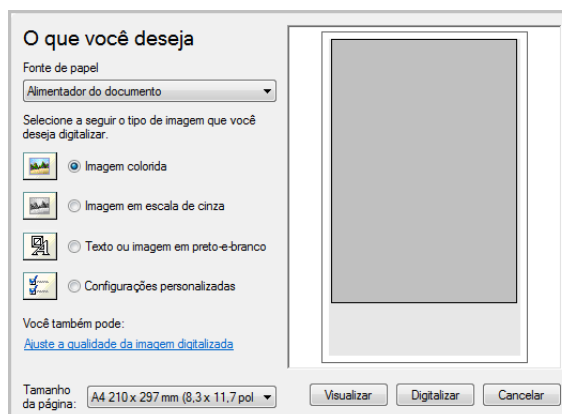 O que você deseja
Fonte de papel
Alimentador do documento
Selecione a seguir o tipo de imagem que você
deseja digitalizar.
Imagem colorida
Imagem em escala de cinza
Texto ou imagem em preto-e-branco
Configurações personalizadas
Você também pode:
Ajuste a qualidade da imagem digitalizada
Tamanho
da página:
A4 210 x 297 mm (8,3 x 11,7 pol
Visualizar
Digitalizar
Cancelar